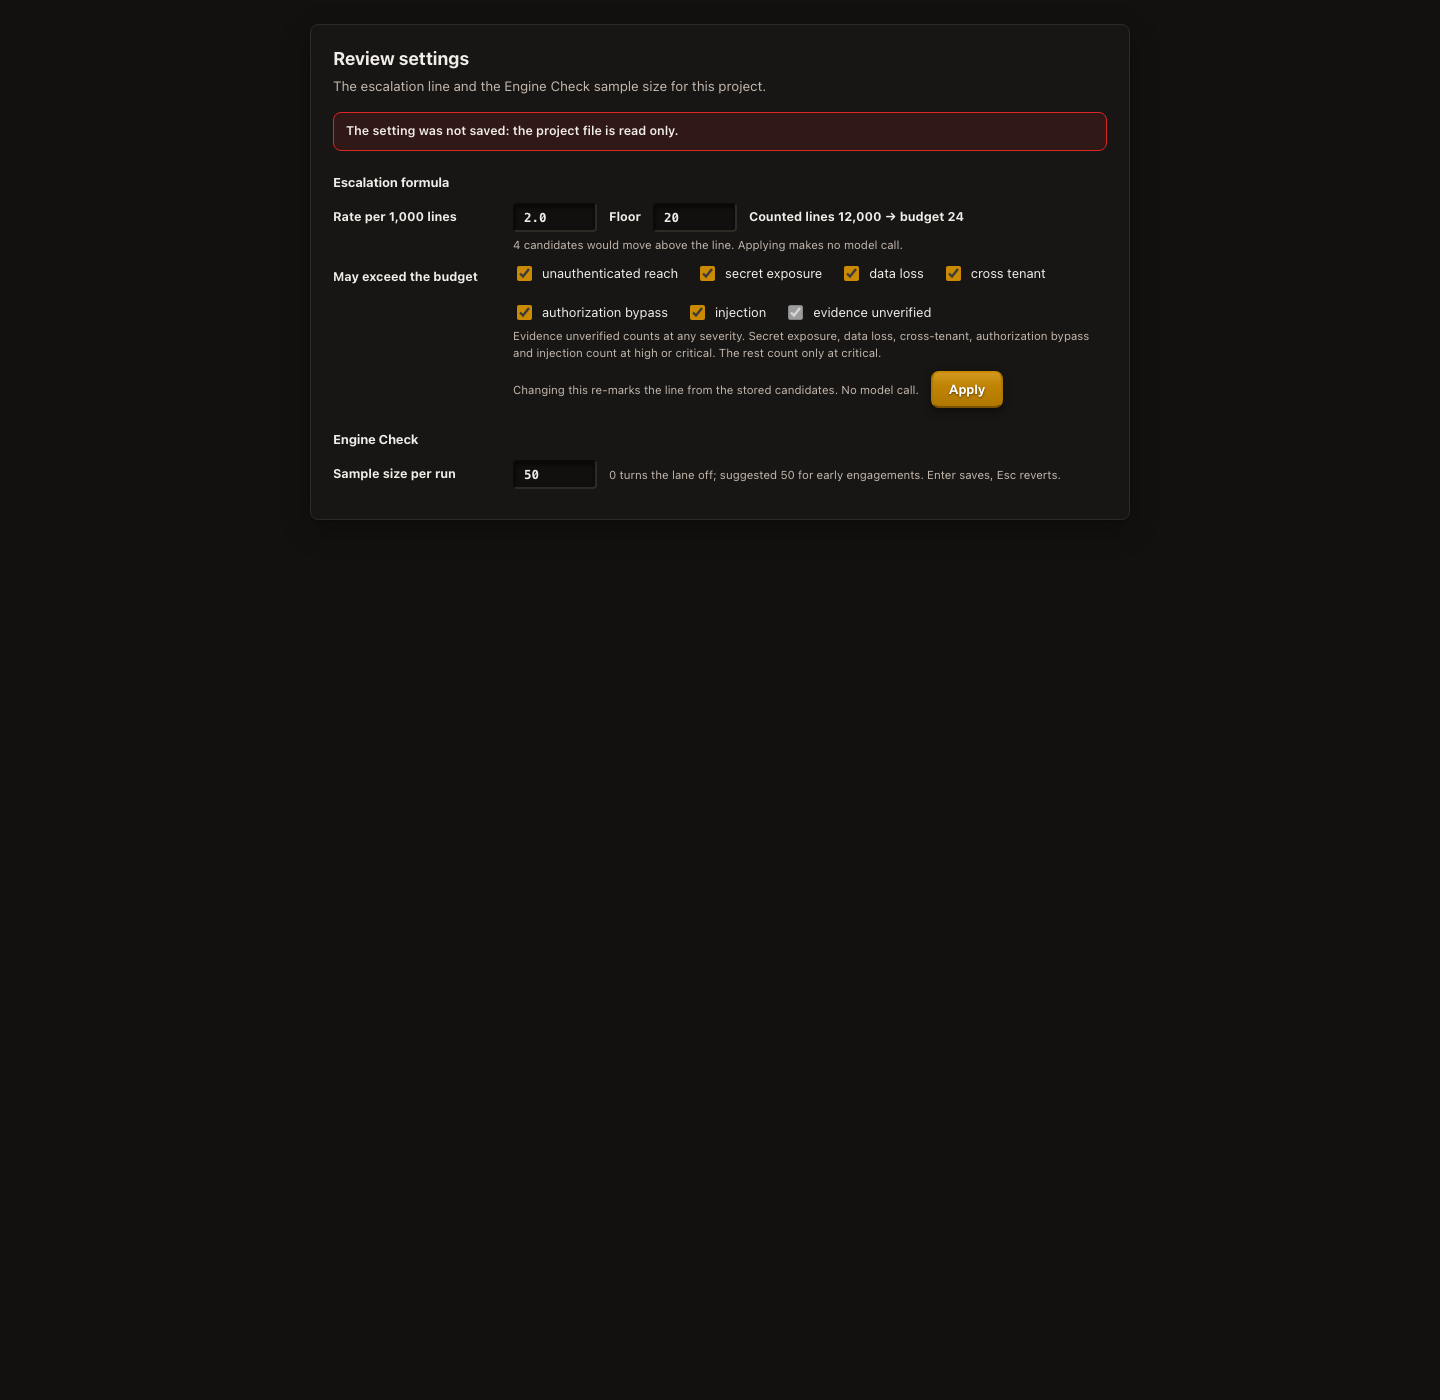 Review settings
The escalation line and the Engine Check sample size for this project.
The setting was not saved: the project file is read only.
Escalation formula
Rate per 1,000 lines 2.0 Floor 20 Counted lines 12,000 → budget 24
4 candidates would move above the line. Applying makes no model call.
May exceed the budget unauthenticated reach secret exposure data loss cross tenant
authorization bypass injection evidence unverified
Evidence unverified counts at any severity. Secret exposure, data loss, cross-tenant, authorization bypass
and injection count at high or critical. The rest count only at critical.
Changing this re-marks the line from the stored candidates. No model call. Apply
Engine Check
Sample size per run 50 0 turns the lane off; suggested 50 for early engagements. Enter saves, Esc reverts.